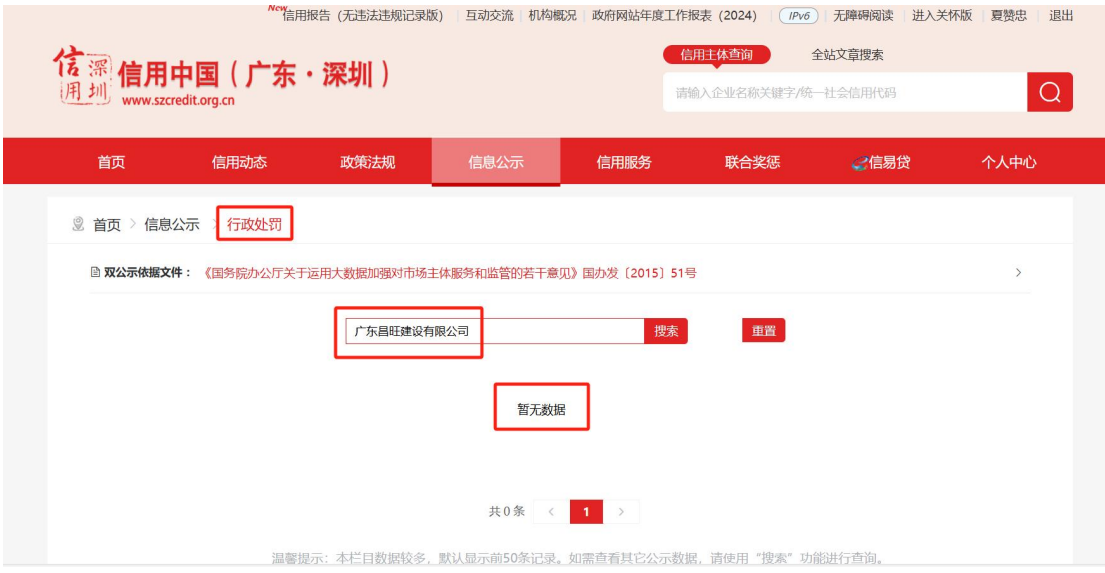 New信用报告（无违法违规记录版） 互动交流 机构概况 政府网站年度工作报表（2024） IPv6 无障碍阅读 进入关怀版 夏赞忠 退出
信用主体查询 全站文章搜索
信用深圳 信用中国（广东·深圳）
www.szcredit.org.cn
请输入企业名称关键字/统一社会信用代码
首页 信用动态 政策法规 信息公示 信用服务 联合奖惩 信易贷 个人中心
首页 > 信息公示 > 行政处罚
双公示依据文件：《国务院办公厅关于运用大数据加强对市场主体服务和监管的若干意见》国办发〔2015〕51号 >
广东昌旺建设有限公司 搜索 重置
暂无数据
共 0 条 < 1 >
温馨提示：本栏目数据较多，默认显示前50条记录。如需查看其它公示数据，请使用“搜索”功能进行查询。